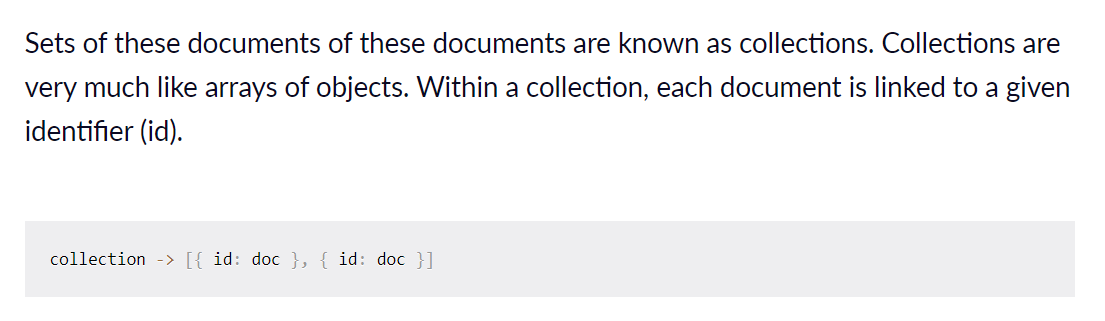 Sets of these documents of these documents are known as collections. Collections are
very much like arrays of objects. Within a collection, each document is linked to a given
identifier (id).
collection -> [{ id: doc }, { id: doc }]